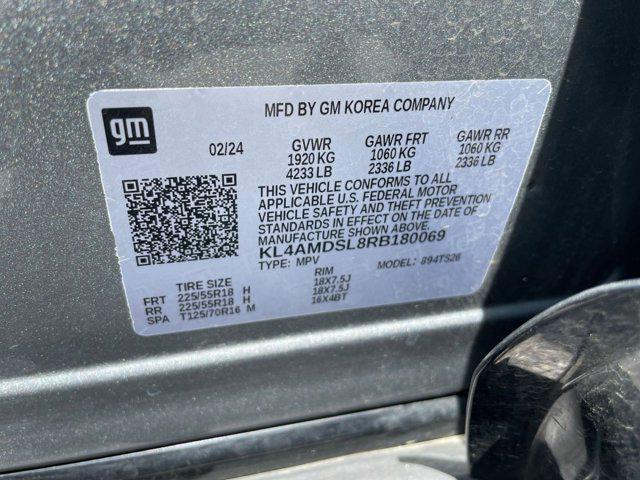 MFD BY GM KOREA COMPANY
gm
02/24 GVWR GAWR FRT GAWR RR
1920 KG 1060 KG 1060 KG
4233 LB 2336 LB 2336 LB
THIS VEHICLE CONFORMS TO ALL
APPLICABLE U.S. FEDERAL MOTOR
VEHICLE SAFETY AND THEFT PREVENTION
STANDARDS IN EFFECT ON THE DATE OF
MANUFACTURE SHOWN ABOVE.
KL4AMDSL8RB180069
TYPE: MPV MODEL: 894TS26
TIRE SIZE RIM
FRT 225/55R18 H 18X7.5J
RR 225/55R18 H 18X7.5J
SPA T125/70R16 M 16X4BT